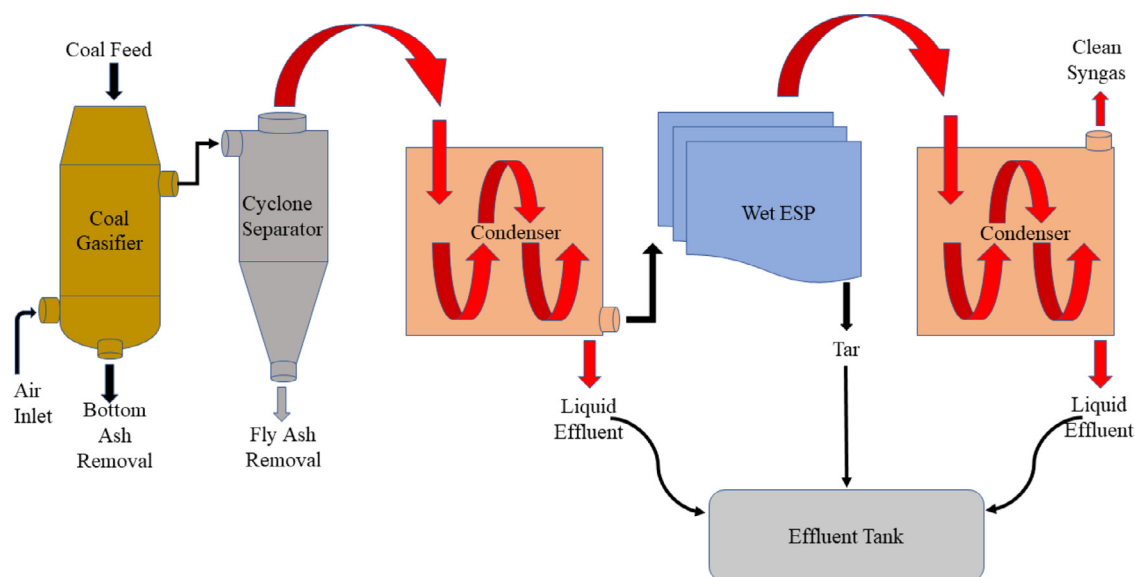 Coal Feed
Coal
Gasifier
Air
Inlet
Bottom
Ash
Removal
Cyclone
Separator
Fly Ash
Removal
Condenser
Liquid
Effluent
Wet ESP
Tar
Clean
Syngas
Condenser
Liquid
Effluent
Effluent Tank